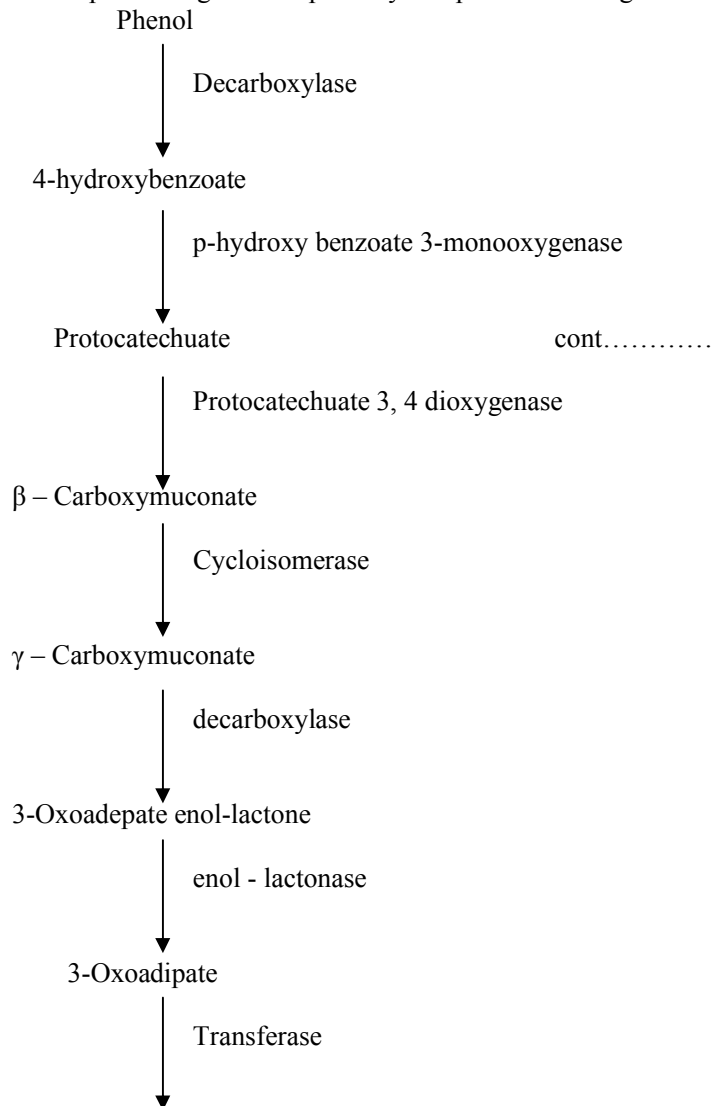 Phenol
Decarboxylase
4-hydroxybenzoate
p-hydroxy benzoate 3-monooxygenase
Protocatechuate cont…………
Protocatechuate 3, 4 dioxygenase
β – Carboxymuconate
Cycloisomerase
γ – Carboxymuconate
decarboxylase
3-Oxoadepate enol-lactone
enol - lactonase
3-Oxoadipate
Transferase